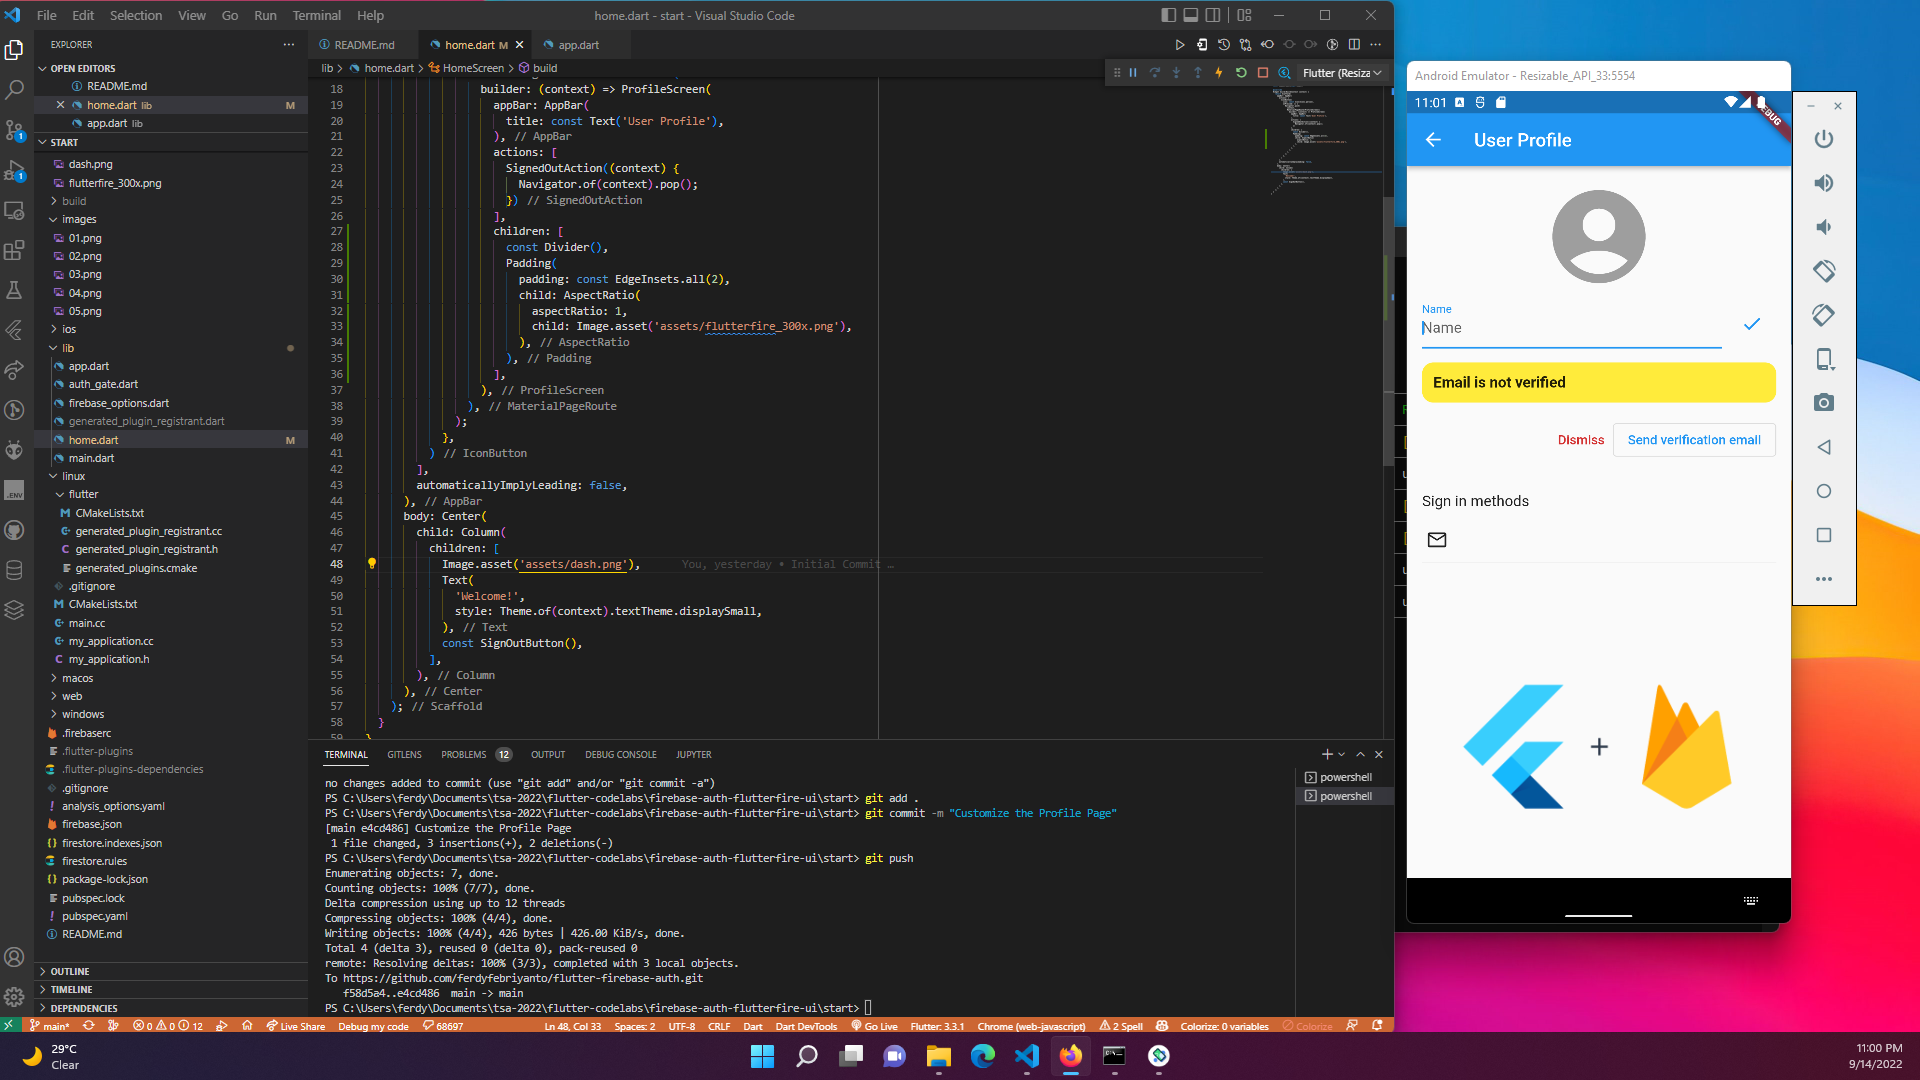 File Edit Selection View Go Run Terminal Help
home.dart - start - Visual Studio Code
EXPLORER
OPEN EDITORS
README.md
home.dart lib M
app.dart lib
START
dash.png
flutterfire_300x.png
build
images
01.png
02.png
03.png
04.png
05.png
ios
lib
app.dart
auth_gate.dart
firebase_options.dart
generated_plugin_registrant.dart
home.dart M
main.dart
linux
flutter
CMakeLists.txt
generated_plugin_registrant.cc
generated_plugin_registrant.h
generated_plugins.cmake
.gitignore
CMakeLists.txt
main.cc
my_application.cc
my_application.h
macos
web
windows
.firebaserc
.flutter-plugins
.flutter-plugins-dependencies
.gitignore
analysis_options.yaml
firebase.json
firestore.indexes.json
firestore.rules
package-lock.json
pubspec.lock
pubspec.yaml
README.md
OUTLINE
TIMELINE
DEPENDENCIES
README.md home.dart M app.dart
lib > home.dart > HomeScreen > build
Flutter (Resiza
18 builder: (context) => ProfileScreen(
19 appBar: AppBar(
20 title: const Text('User Profile'),
21 ), // AppBar
22 actions: [
23 SignedOutAction((context) {
24 Navigator.of(context).pop();
25 }) // SignedOutAction
26 ],
27 children: [
28 const Divider(),
29 Padding(
30 padding: const EdgeInsets.all(2),
31 child: AspectRatio(
32 aspectRatio: 1,
33 child: Image.asset('assets/flutterfire_300x.png'),
34 ), // AspectRatio
35 ), // Padding
36 ],
37 ), // ProfileScreen
38 ), // MaterialPageRoute
39 );
40 },
41 ) // IconButton
42 ],
43 automaticallyImplyLeading: false,
44 ), // AppBar
45 body: Center(
46 child: Column(
47 children: [
48 Image.asset('assets/dash.png'), You, yesterday • Initial Commit …
49 Text(
50 'Welcome!',
51 style: Theme.of(context).textTheme.displaySmall,
52 ), // Text
53 const SignOutButton(),
54 ],
55 ), // Column
56 ), // Center
57 ); // Scaffold
58 }
59 }
TERMINAL GITLENS PROBLEMS 12 OUTPUT DEBUG CONSOLE JUPYTER
no changes added to commit (use "git add" and/or "git commit -a")
PS C:\Users\ferdy\Documents\tsa-2022\flutter-codelabs\firebase-auth-flutterfire-ui\start> git add .
PS C:\Users\ferdy\Documents\tsa-2022\flutter-codelabs\firebase-auth-flutterfire-ui\start> git commit -m "Customize the Profile Page"
[main e4cd486] Customize the Profile Page
1 file changed, 3 insertions(+), 2 deletions(-)
PS C:\Users\ferdy\Documents\tsa-2022\flutter-codelabs\firebase-auth-flutterfire-ui\start> git push
Enumerating objects: 7, done.
Counting objects: 100% (7/7), done.
Delta compression using up to 12 threads
Compressing objects: 100% (4/4), done.
Writing objects: 100% (4/4), 426 bytes | 426.00 KiB/s, done.
Total 4 (delta 3), reused 0 (delta 0), pack-reused 0
remote: Resolving deltas: 100% (3/3), completed with 3 local objects.
To https://github.com/ferdyfebriyanto/flutter-firebase-auth.git
f58d5a4..e4cd486 main -> main
PS C:\Users\ferdy\Documents\tsa-2022\flutter-codelabs\firebase-auth-flutterfire-ui\start>
powershell
powershell
main* 0 0 12 Live Share Debug my code 68697 Ln 48, Col 33 Spaces: 2 UTF-8 CRLF Dart Dart DevTools Go Live Flutter: 3.3.1 Chrome (web-javascript) 2 Spell Colorize: 0 variables Colorize
Android Emulator - Resizable_API_33:5554
11:01
DEBUG
User Profile
Name
Name
Email is not verified
Dismiss Send verification email
Sign in methods
+
29°C
Clear
11:00 PM
9/14/2022